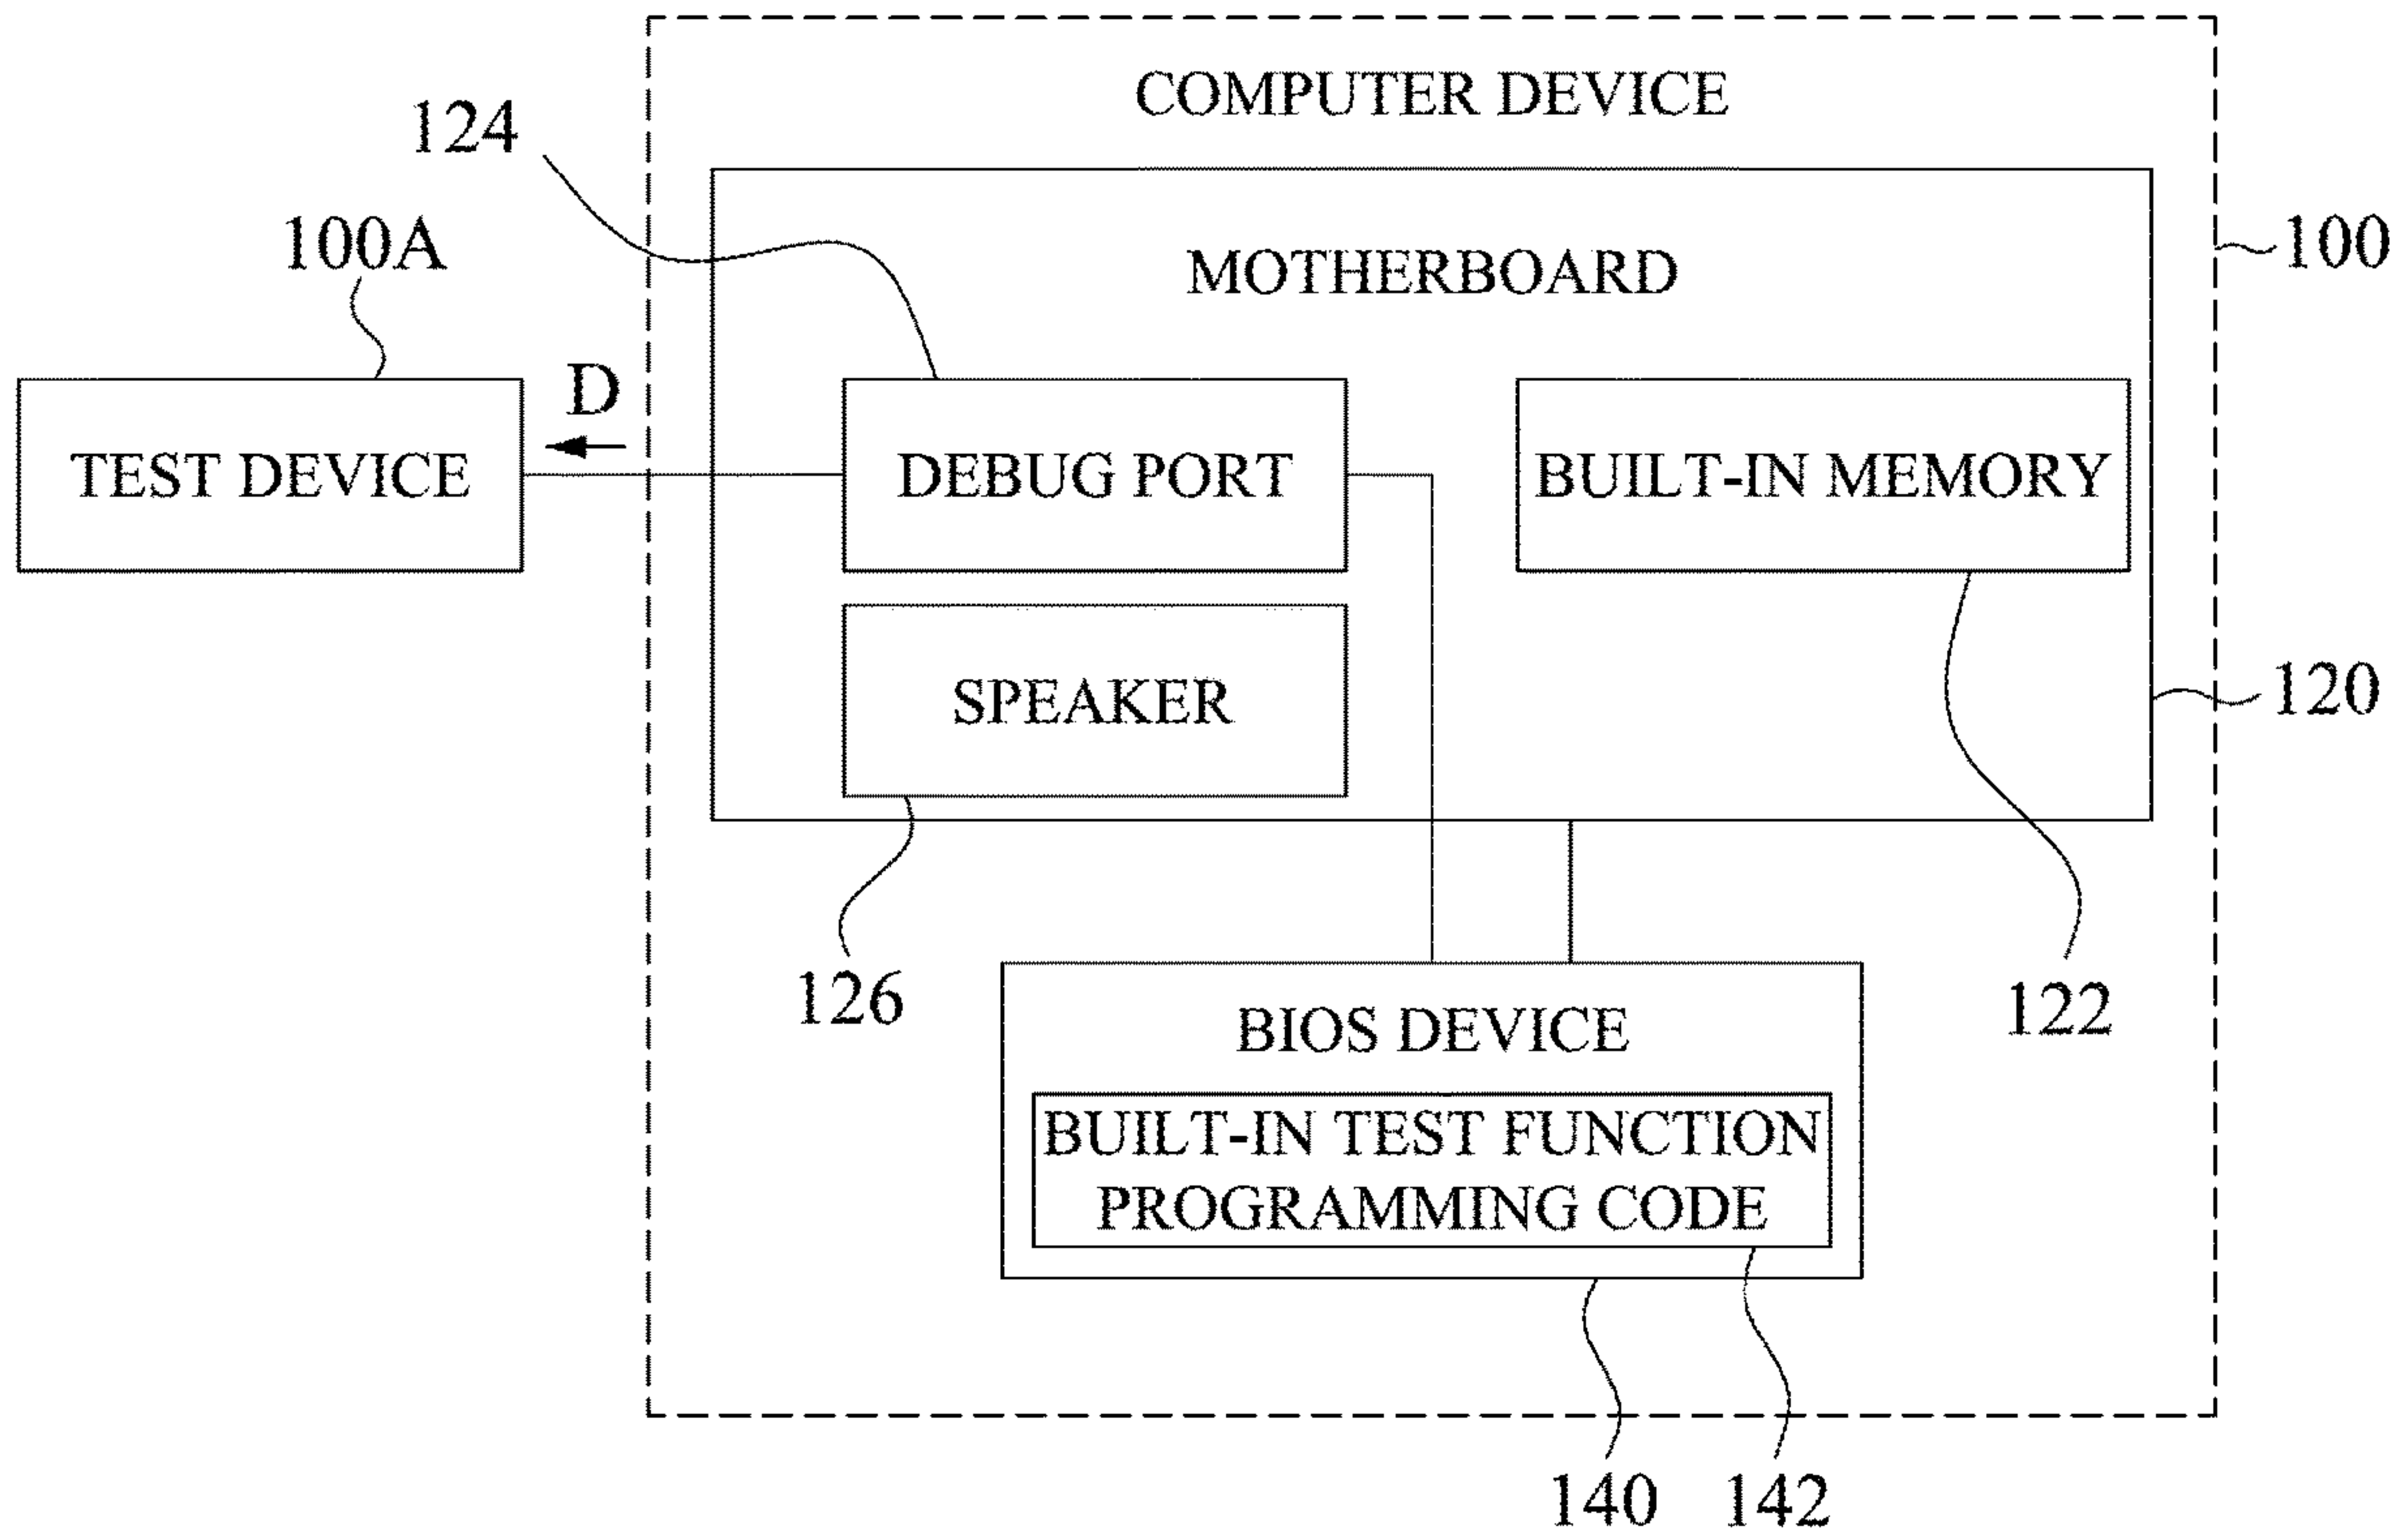 COMPUTER DEVICE
124
100A
MOTHERBOARD
100
D
TEST DEVICE
DEBUG PORT
BUILT-IN MEMORY
SPEAKER
120
126
122
BIOS DEVICE
BUILT-IN TEST FUNCTION
PROGRAMMING CODE
140
142